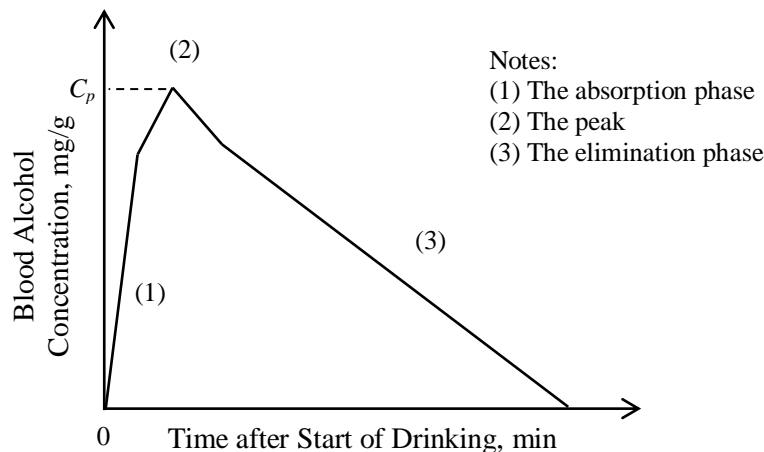 (2)
C_p
Notes:
(1) The absorption phase
(2) The peak
(3) The elimination phase
Blood Alcohol
Concentration, mg/g
(3)
(1)
0
Time after Start of Drinking, min